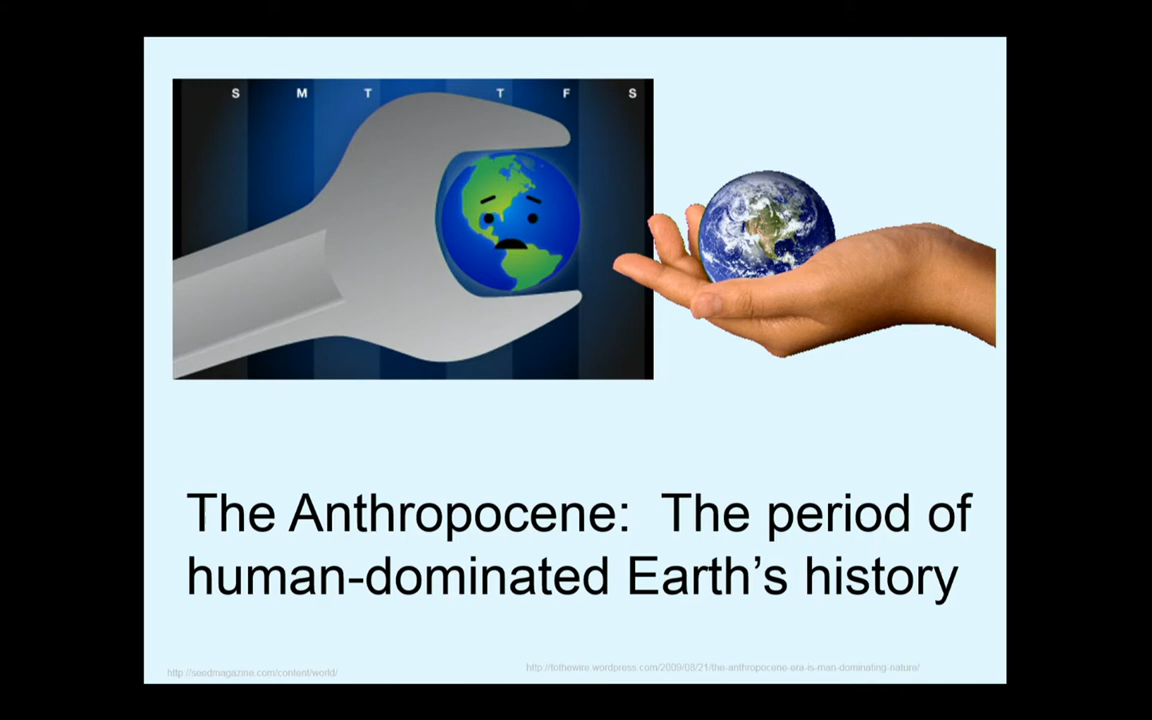 S M T T F S
The Anthropocene:  The period of
human-dominated Earth’s history
http://seedmagazine.com/content/world/
http://tothewire.wordpress.com/2009/08/21/the-anthropocene-era-is-man-dominating-nature/